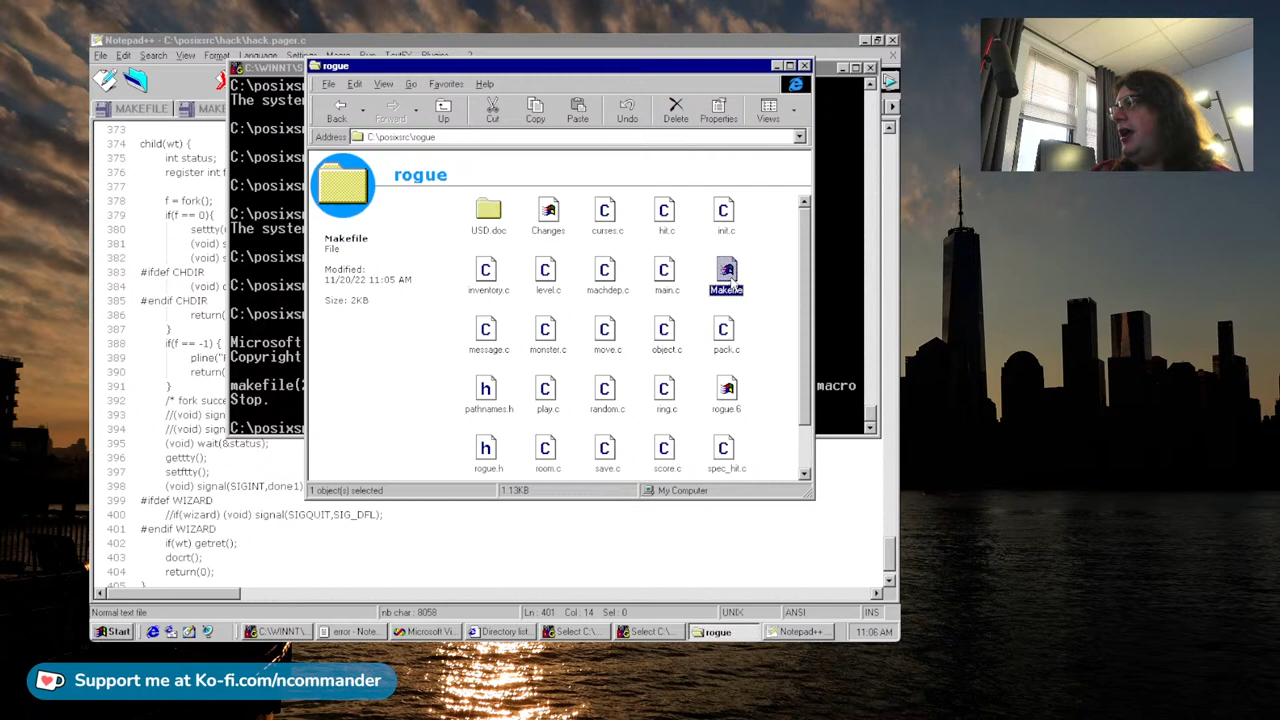 Notepad++ - C:\posixsrc\hack\hack.pager.c
File Edit Search View Format Language Settings Macro Run TextFX Plugins ?
MAKEFILE
373
374 child(wt) {
375 int status;
376 register int f
377
378 f = fork();
379 if(f == 0){
380 settty(
381 (void) s
382 (void) s
383 #ifdef CHDIR
384
385 #endif CHDIR
386 return(
387 }
388 if(f == -1) {
389 pline("F
390 return(
391 }
392 /* fork succe
393 //(void) sign
394 //(void) sign
395 (void) wait(&status);
396 gettty();
397 setftty();
398 (void) signal(SIGINT,done1)
399 #ifdef WIZARD
400 //if(wizard) (void) signal(SIGQUIT,SIG_DFL);
401 #endif WIZARD
402 if(wt) getret();
403 docrt();
404 return(0);
405 }
C:\WINNT\S
C:\posixsr
The system
C:\posixsr
C:\posixsr
C:\posixsr
C:\posixsr
The system
C:\posixsr
C:\posixsr
C:\posixsr
Microsoft
Copyright
makefile(2
macro
Stop.
C:\posixsr
rogue
File Edit View Go Favorites Help
Back Forward Up Cut Copy Paste Undo Delete Properties Views
Address C:\posixsrc\rogue
rogue
Makefile
File
Modified:
11/20/22 11:05 AM
Size: 2KB
USD.doc Changes curses.c hit.c init.c
inventory.c level.c machdep.c main.c Makefile
message.c monster.c move.c object.c pack.c
pathnames.h play.c random.c ring.c rogue.6
rogue.h room.c save.c score.c spec_hit.c
1 object(s) selected 1.13KB My Computer
Normal text file nb char : 8058 Ln : 401 Col : 14 Sel : 0 UNIX ANSI INS
Start C:\WINNT\... error - Note... Microsoft Vi... Directory list... Select C:\... Select C:\... rogue Notepad++ ... 11:06 AM
Support me at Ko-fi.com/ncommander